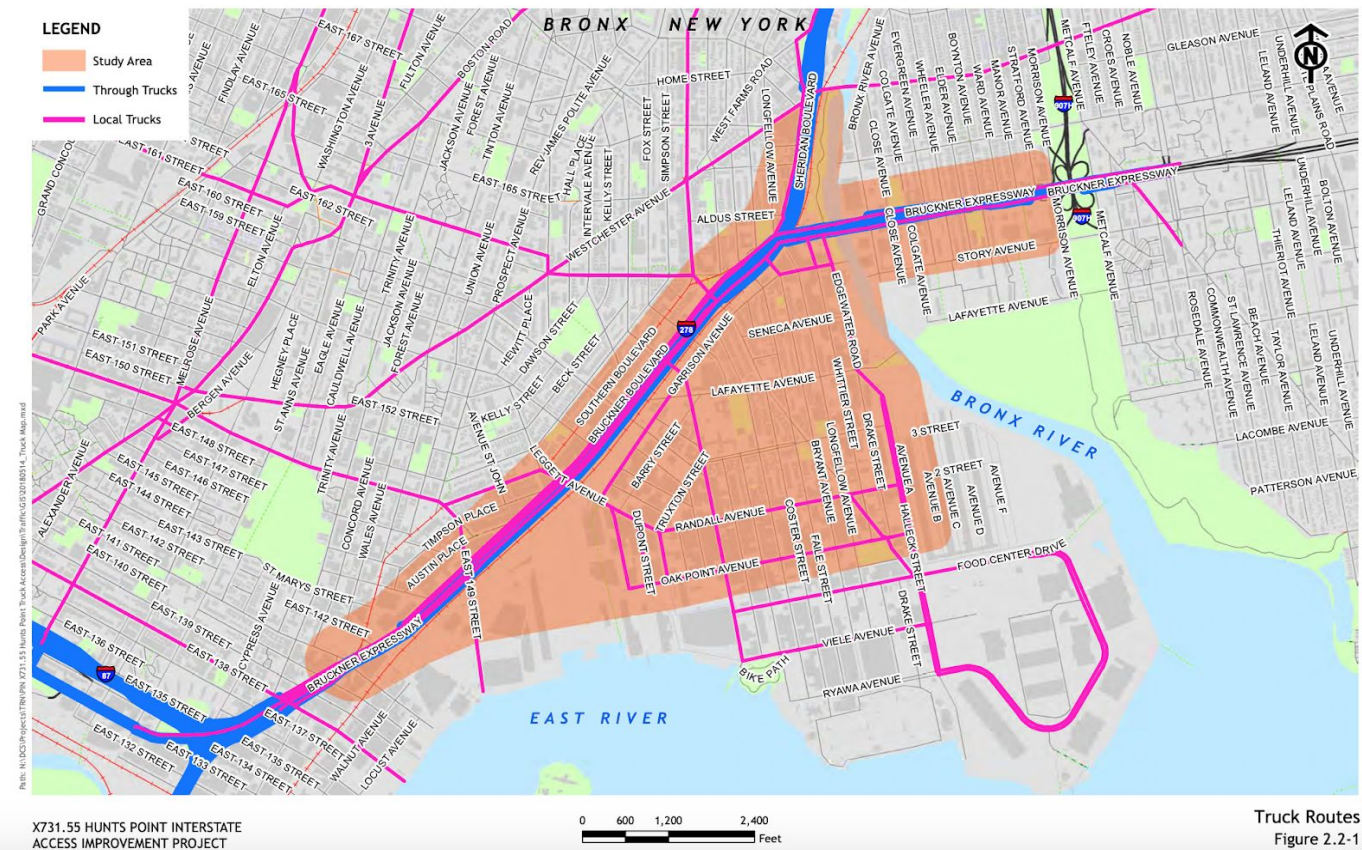 LEGEND
Study Area
Through Trucks
Local Trucks
BRONX NEW YORK
N
EAST 167 STREET
FINDLAY AVENUE
EAST 165 STREET
WASHINGTON AVENUE
3 AVENUE
FULTON AVENUE
BOSTON ROAD
JACKSON AVENUE
FOREST AVENUE
TINTON AVENUE
REV JAMES POLITE AVENUE
HOME STREET
WEST FARMS ROAD
FOX STREET
SIMPSON STREET
HALL PLACE
INTERVALE AVENUE
KELLY STREET
EAST 165 STREET
WESTCHESTER AVENUE
LONGFELLOW AVENUE
SHERIDAN BOULEVARD
BRONX RIVER AVENUE
EVERGREEN AVENUE
COLGATE AVENUE
CLOSE AVENUE
WHEELER AVENUE
ELDER AVENUE
BOYNTON AVENUE
WARD AVENUE
MANOR AVENUE
STRATFORD AVENUE
MORRISON AVENUE
METCALF AVENUE
FTELEY AVENUE
CROES AVENUE
NOBLE AVENUE
GLEASON AVENUE
LELAND AVENUE
UNDERHILL AVENUE
PLAINS ROAD
907H
GRAND CONCO
EAST 161 STREET
EAST 160 STREET
EAST 159 STREET
EAST 162 STREET
ELTON AVENUE
TRINITY AVENUE
UNION AVENUE
PROSPECT AVENUE
ALDUS STREET
BRUCKNER EXPRESSWAY
BRUCKNER EXPRESSWAY
907H
CLOSE AVENUE
COLGATE AVENUE
STORY AVENUE
MORRISON AVENUE
METCALF AVENUE
UNDERHILL AVENUE
LELAND AVENUE
BOLTON AVENUE
THIERIOT AVENUE
PARK AVENUE
EAST 151 STREET
EAST 150 STREET
MELROSE AVENUE
BERGEN AVENUE
HEGNEY PLACE
ST ANNS AVENUE
EAGLE AVENUE
CAULDWELL AVENUE
JACKSON AVENUE
FOREST AVENUE
HEWITT PLACE
DAWSON STREET
BECK STREET
KELLY STREET
SOUTHERN BOULEVARD
278
BRUCKNER BOULEVARD
GARRISON AVENUE
SENECA AVENUE
EDGEWATER ROAD
LAFAYETTE AVENUE
LAFAYETTE AVENUE
WHITTIER STREET
ROSEDALE AVENUE
COMMONWEALTH AVENUE
ST LAWRENCE AVENUE
BEACH AVENUE
TAYLOR AVENUE
LELAND AVENUE
UNDERHILL AVENUE
BRONX RIVER
EAST 152 STREET
EAST 148 STREET
EAST 147 STREET
EAST 146 STREET
EAST 145 STREET
EAST 144 STREET
EAST 143 STREET
EAST 142 STREET
EAST 141 STREET
EAST 140 STREET
EAST 139 STREET
EAST 138 STREET
ALEXANDER AVENUE
TRINITY AVENUE
CONCORD AVENUE
WALES AVENUE
AVENUE ST JOHN
LEGGETT AVENUE
BARRY STREET
TRUXTON STREET
DUPONT STREET
RANDALL AVENUE
OAK POINT AVENUE
COSTER STREET
FAILE STREET
BRYANT AVENUE
LONGFELLOW AVENUE
DRAKE STREET
AVENUE A
HALLECK STREET
3 STREET
2 STREET
AVENUE B
AVENUE C
AVENUE D
AVENUE F
LACOMBE AVENUE
PATTERSON AVENUE
TIMPSON PLACE
AUSTIN PLACE
EAST 149 STREET
ST MARYS STREET
EAST 142 STREET
CYPRESS AVENUE
BRUCKNER EXPRESSWAY
FOOD CENTER DRIVE
DRAKE STREET
VIELE AVENUE
RYAWA AVENUE
BIKE PATH
EAST RIVER
EAST 136 STREET
87
EAST 135 STREET
EAST 132 STREET
EAST 133 STREET
EAST 134 STREET
EAST 135 STREET
EAST 137 STREET
WALNUT AVENUE
LOCUST AVENUE
X731.55 HUNTS POINT INTERSTATE
ACCESS IMPROVEMENT PROJECT
0 600 1,200 2,400
Feet
Truck Routes
Figure 2.2-1